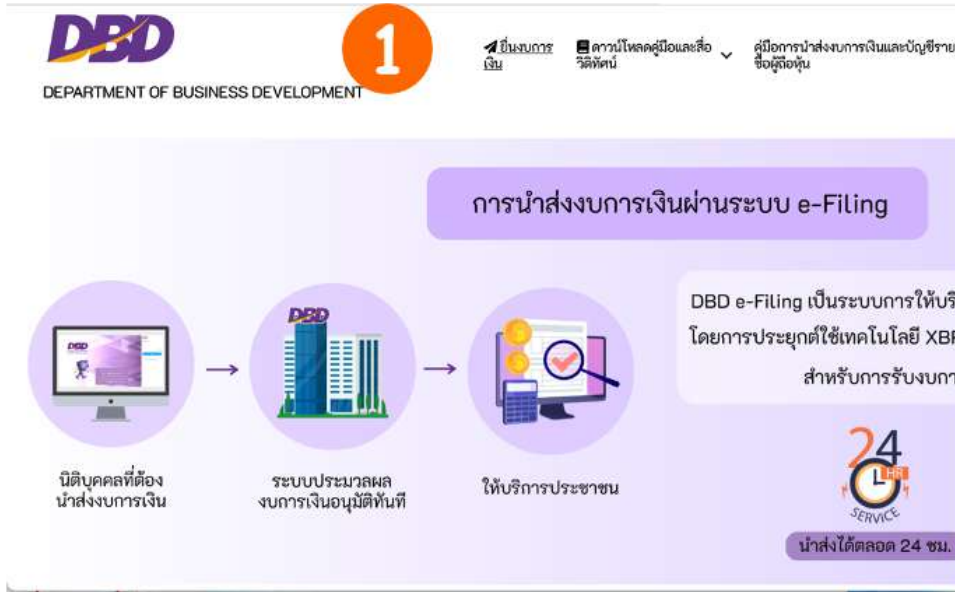 DBD
DEPARTMENT OF BUSINESS DEVELOPMENT
1
ยื่นงบการ
เงิน
ดาวน์โหลดคู่มือและสื่อ
วิดิทัศน์
คู่มือการนำส่งงบการเงินและบัญชีราย
ชื่อผู้ถือหุ้น
การนำส่งงบการเงินผ่านระบบ e-Filing
DBD e-Filing เป็นระบบการให้บริ
โดยการประยุกต์ใช้เทคโนโลยี XBR
สำหรับการรับงบกา
DBD
DBD
นิติบุคคลที่ต้อง
นำส่งงบการเงิน
ระบบประมวลผล
งบการเงินอนุมัติทันที
ให้บริการประชาชน
24
HR
SERVICE
นำส่งได้ตลอด 24 ชม.